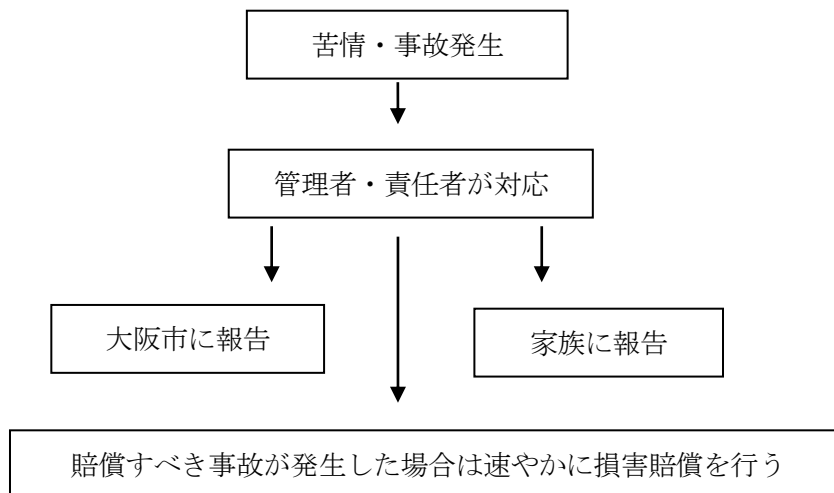 苦情・事故発生
管理者・責任者が対応
大阪市に報告
家族に報告
賠償すべき事故が発生した場合は速やかに損害賠償を行う